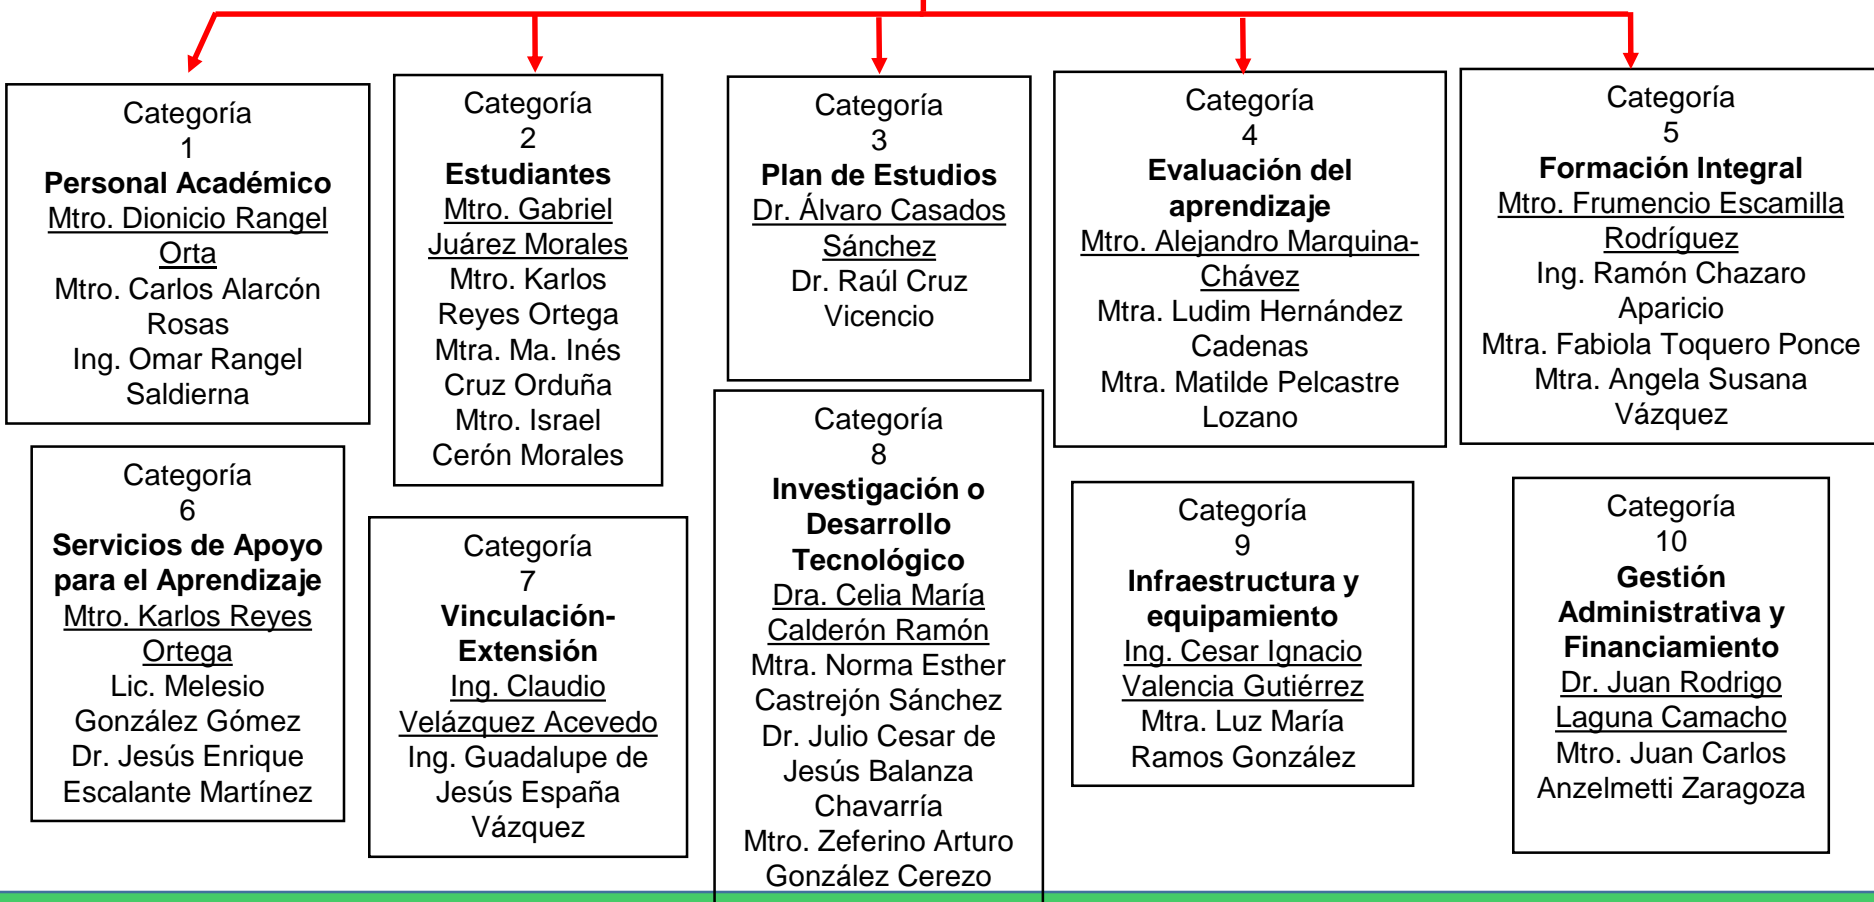 Categoría
1
Personal Académico
Mtro. Dionicio Rangel
Orta
Mtro. Carlos Alarcón
Rosas
Ing. Omar Rangel
Saldierna
Categoría
2
Estudiantes
Mtro. Gabriel
Juárez Morales
Mtro. Karlos
Reyes Ortega
Mtra. Ma. Inés
Cruz Orduña
Mtro. Israel
Cerón Morales
Categoría
3
Plan de Estudios
Dr. Álvaro Casados
Sánchez
Dr. Raúl Cruz
Vicencio
Categoría
4
Evaluación del
aprendizaje
Mtro. Alejandro Marquina-
Chávez
Mtra. Ludim Hernández
Cadenas
Mtra. Matilde Pelcastre
Lozano
Categoría
5
Formación Integral
Mtro. Frumencio Escamilla
Rodríguez
Ing. Ramón Chazaro
Aparicio
Mtra. Fabiola Toquero Ponce
Mtra. Angela Susana
Vázquez
Categoría
6
Servicios de Apoyo
para el Aprendizaje
Mtro. Karlos Reyes
Ortega
Lic. Melesio
González Gómez
Dr. Jesús Enrique
Escalante Martínez
Categoría
7
Vinculación-
Extensión
Ing. Claudio
Velázquez Acevedo
Ing. Guadalupe de
Jesús España
Vázquez
Categoría
8
Investigación o
Desarrollo
Tecnológico
Dra. Celia María
Calderón Ramón
Mtra. Norma Esther
Castrejón Sánchez
Dr. Julio Cesar de
Jesús Balanza
Chavarría
Mtro. Zeferino Arturo
González Cerezo
Categoría
9
Infraestructura y
equipamiento
Ing. Cesar Ignacio
Valencia Gutiérrez
Mtra. Luz María
Ramos González
Categoría
10
Gestión
Administrativa y
Financiamiento
Dr. Juan Rodrigo
Laguna Camacho
Mtro. Juan Carlos
Anzelmetti Zaragoza